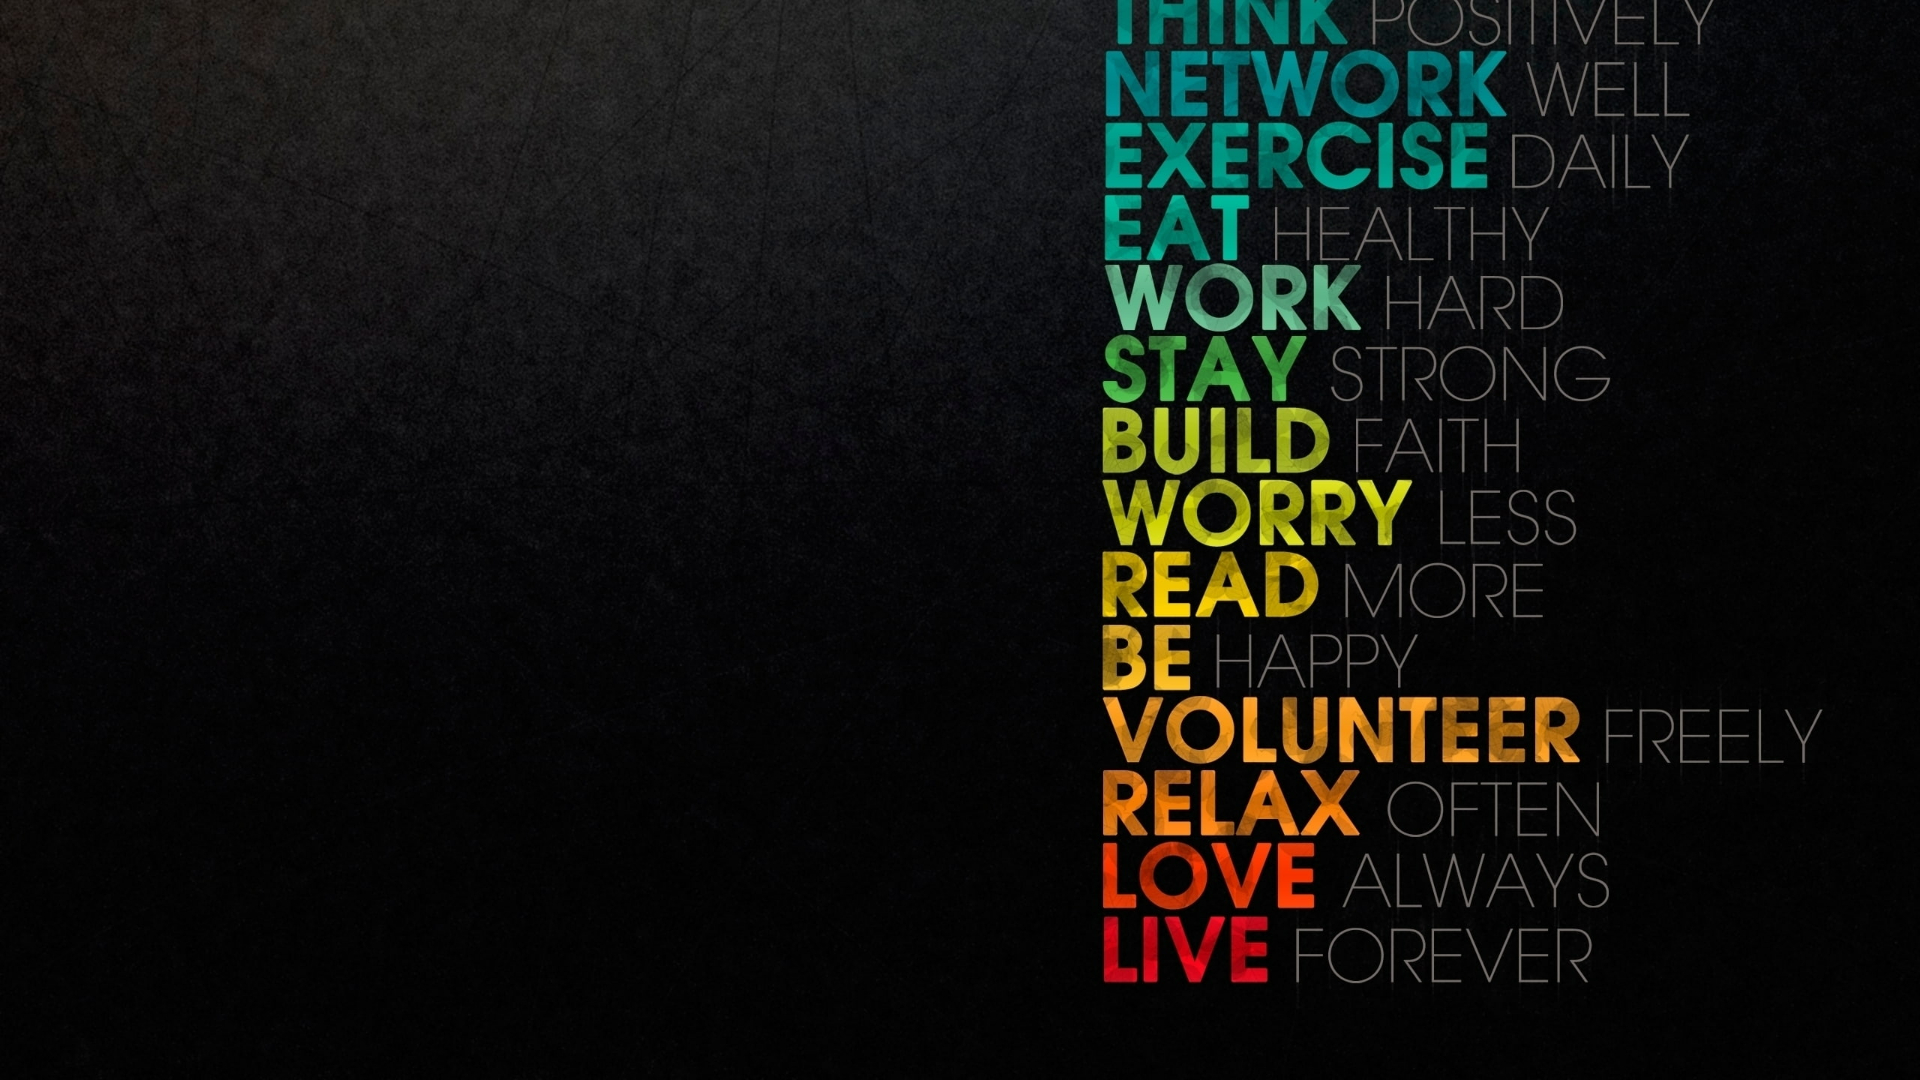 THINK POSITIVELY
NETWORK WELL
EXERCISE DAILY
EAT HEALTHY
WORK HARD
STAY STRONG
BUILD FAITH
WORRY LESS
READ MORE
BE HAPPY
VOLUNTEER FREELY
RELAX OFTEN
LOVE ALWAYS
LIVE FOREVER